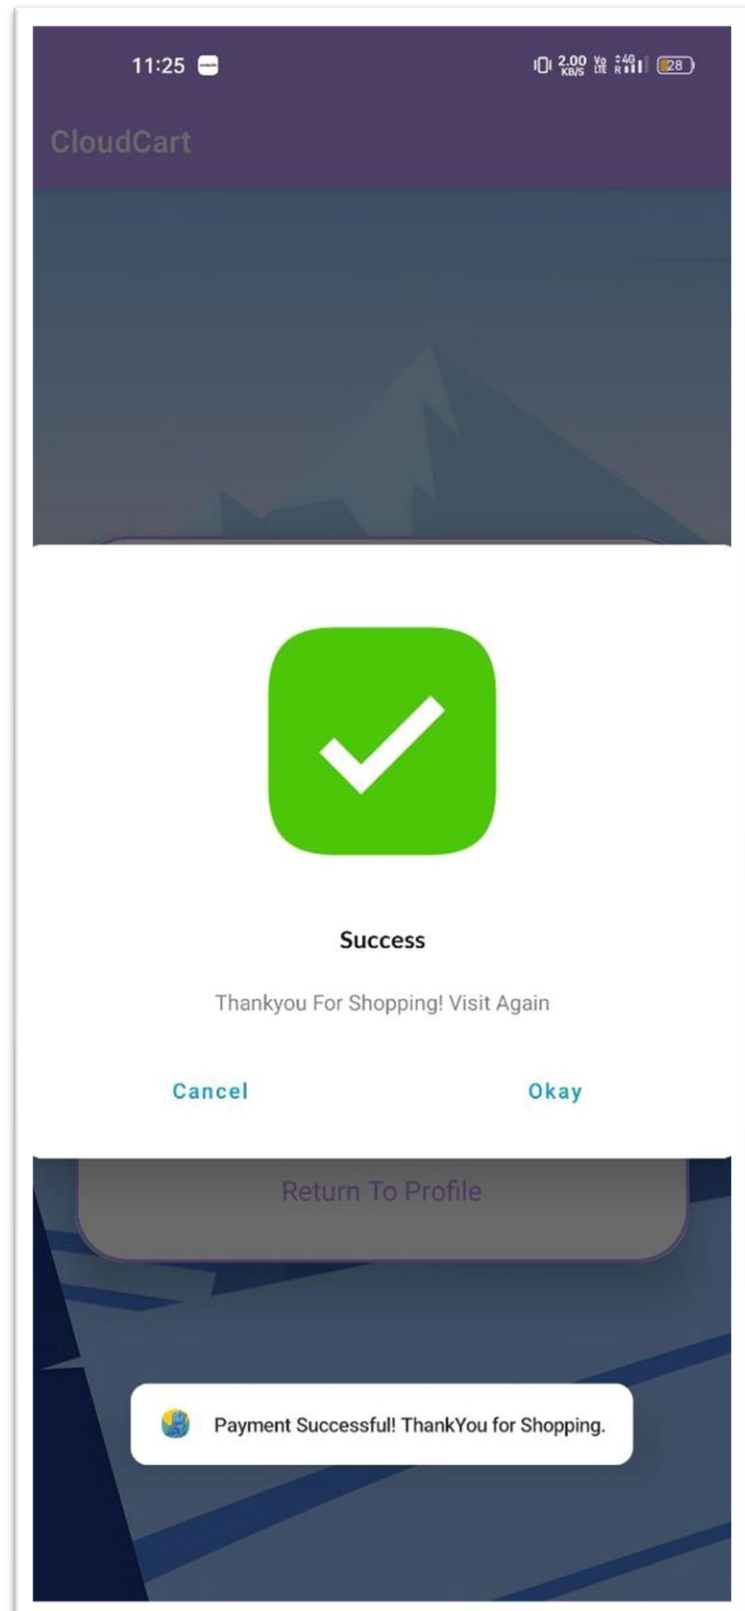 11:25
2.00 Vo 4G 28
KB/S LTE R
CloudCart
Success
Thankyou For Shopping! Visit Again
Cancel Okay
Return To Profile
Payment Successful! ThankYou for Shopping.